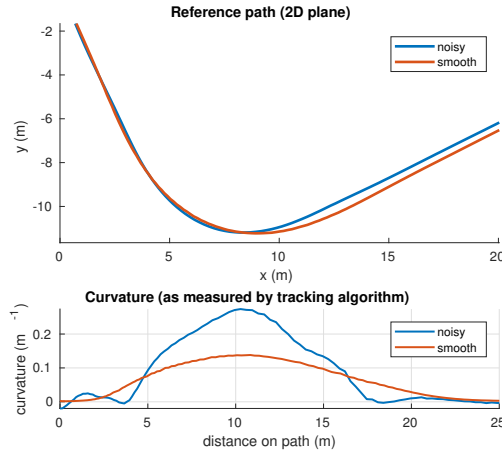 Reference path (2D plane)
-2
-4
-6
-8
-10
y (m)
noisy
smooth
0
5
10
15
20
x (m)
Curvature (as measured by tracking algorithm)
0.2
0.1
0
curvature (m⁻¹)
noisy
smooth
0
5
10
15
20
25
distance on path (m)